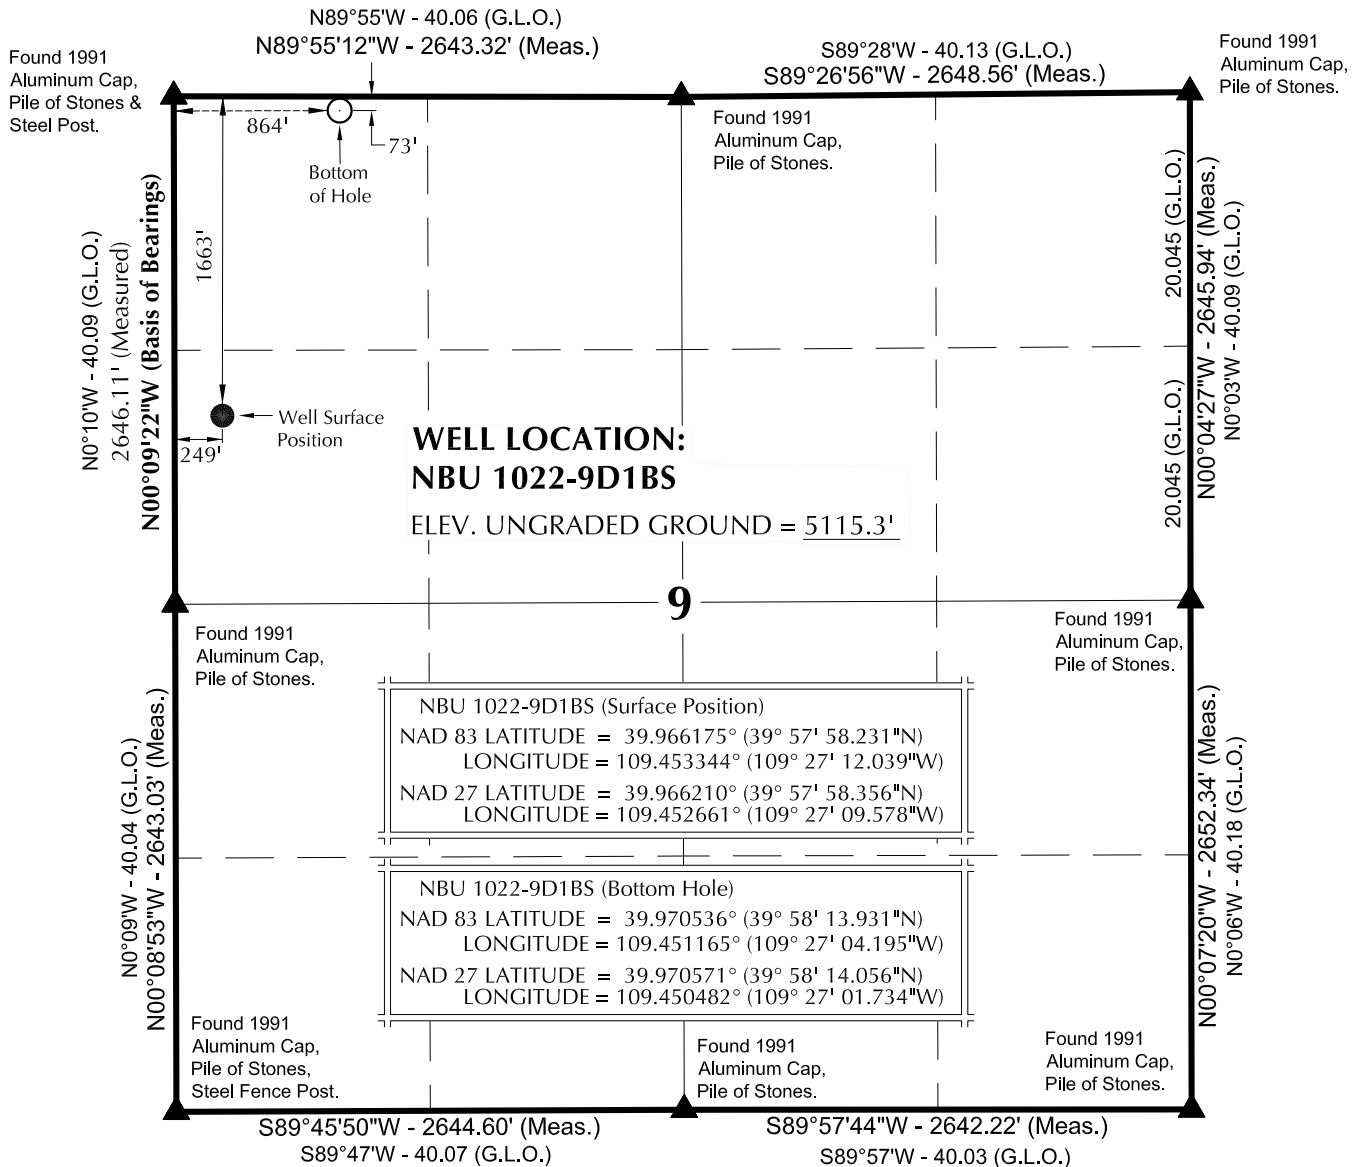 N89°55'W - 40.06 (G.L.O.)
N89°55'12"W - 2643.32' (Meas.)
S89°28'W - 40.13 (G.L.O.)
S89°26'56"W - 2648.56' (Meas.)
Found 1991
Aluminum Cap,
Pile of Stones &
Steel Post.
Found 1991
Aluminum Cap,
Pile of Stones.
Found 1991
Aluminum Cap,
Pile of Stones.
864'
73'
Bottom
of Hole
1663'
249'
Well Surface
Position
N0°10'W - 40.09 (G.L.O.)
2646.11' (Measured)
N00°09'22"W (Basis of Bearings)
20.045 (G.L.O.)
20.045 (G.L.O.)
N00°04'27"W - 2645.94' (Meas.)
N0°03'W - 40.09 (G.L.O.)
WELL LOCATION:
NBU 1022-9D1BS
ELEV. UNGRADED GROUND = 5115.3'
9
Found 1991
Aluminum Cap,
Pile of Stones.
Found 1991
Aluminum Cap,
Pile of Stones.
NBU 1022-9D1BS (Surface Position)
NAD 83 LATITUDE = 39.966175° (39° 57' 58.231"N)
LONGITUDE = 109.453344° (109° 27' 12.039"W)
NAD 27 LATITUDE = 39.966210° (39° 57' 58.356"N)
LONGITUDE = 109.452661° (109° 27' 09.578"W)
NBU 1022-9D1BS (Bottom Hole)
NAD 83 LATITUDE = 39.970536° (39° 58' 13.931"N)
LONGITUDE = 109.451165° (109° 27' 04.195"W)
NAD 27 LATITUDE = 39.970571° (39° 58' 14.056"N)
LONGITUDE = 109.450482° (109° 27' 01.734"W)
N0°09'W - 40.04 (G.L.O.)
N00°08'53"W - 2643.03' (Meas.)
N00°07'20"W - 2652.34' (Meas.)
N0°06'W - 40.18 (G.L.O.)
Found 1991
Aluminum Cap,
Pile of Stones,
Steel Fence Post.
Found 1991
Aluminum Cap,
Pile of Stones.
Found 1991
Aluminum Cap,
Pile of Stones.
S89°45'50"W - 2644.60' (Meas.)
S89°47'W - 40.07 (G.L.O.)
S89°57'44"W - 2642.22' (Meas.)
S89°57'W - 40.03 (G.L.O.)